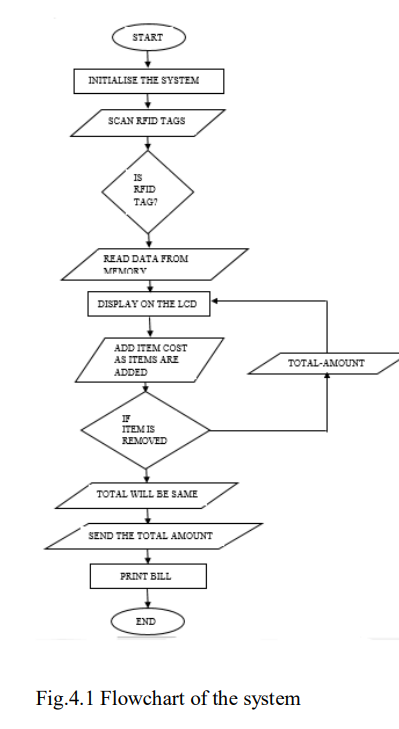 START
INITIALISE THE SYSTEM
SCAN RFID TAGS
IS
RFID
TAG?
READ DATA FROM
MEMORY
DISPLAY ON THE LCD
ADD ITEM COST
AS ITEMS ARE
ADDED
TOTAL-AMOUNT
IF
ITEM IS
REMOVED
TOTAL WILL BE SAME
SEND THE TOTAL AMOUNT
PRINT BILL
END
Fig.4.1 Flowchart of the system